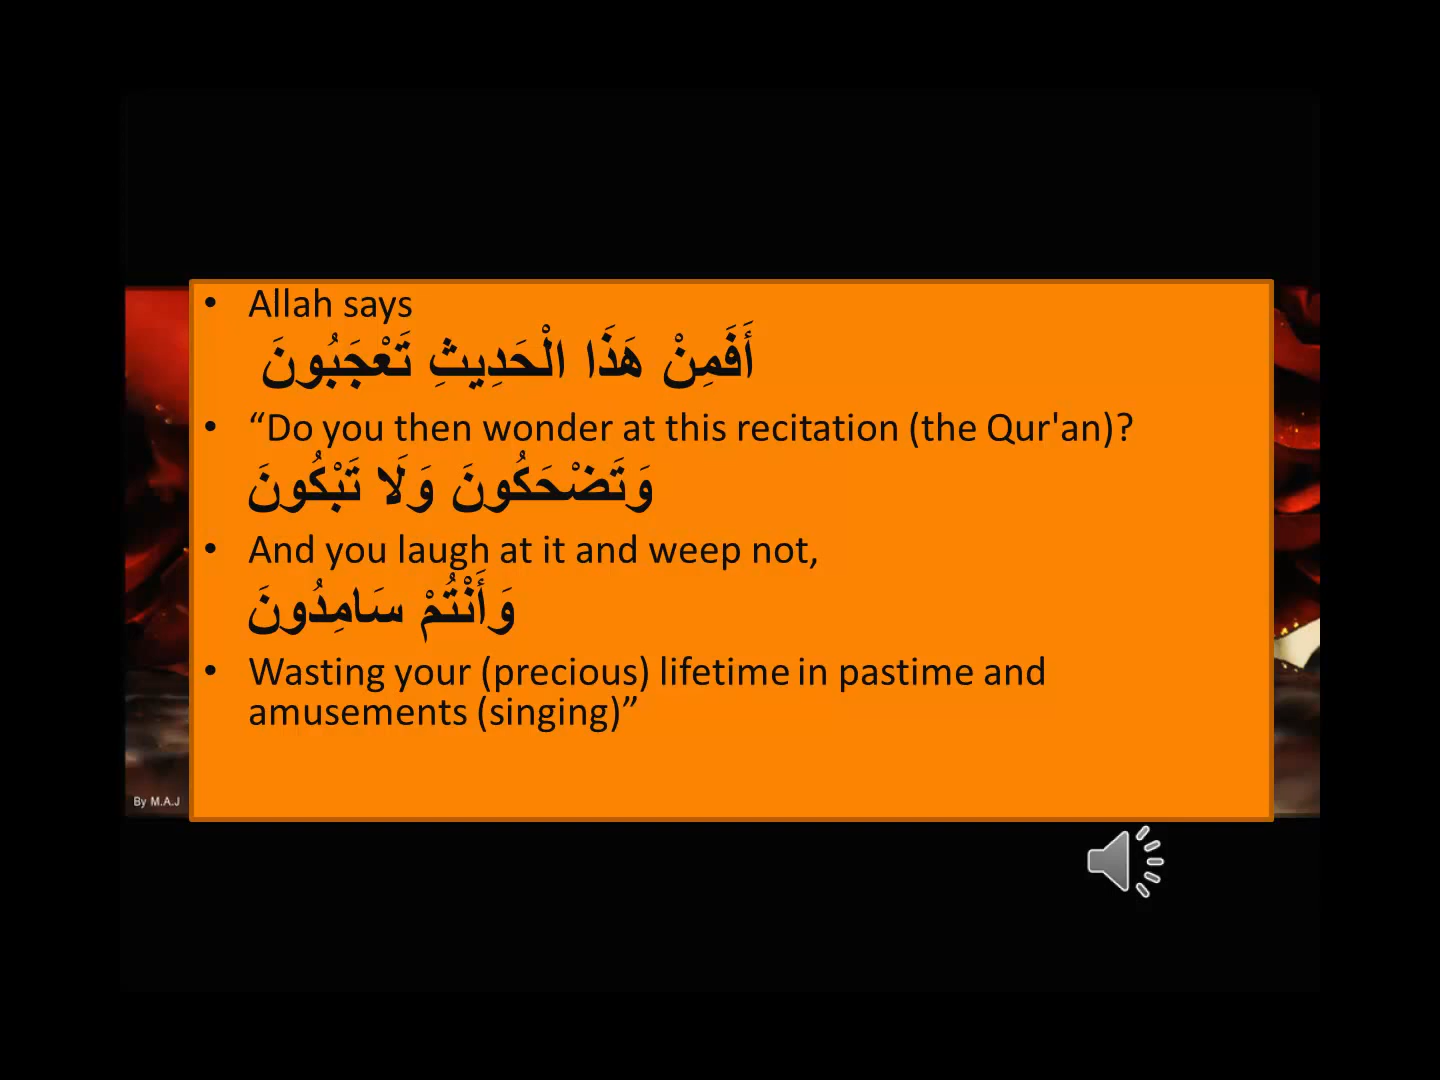 • Allah says
أَفَمِنْ هَذَا الْحَدِيثِ تَعْجَبُونَ
• “Do you then wonder at this recitation (the Qur'an)?
وَتَضْحَكُونَ وَلَا تَبْكُونَ
• And you laugh at it and weep not,
وَأَنْتُمْ سَامِدُونَ
• Wasting your (precious) lifetime in pastime and
amusements (singing)”
By M.A.J